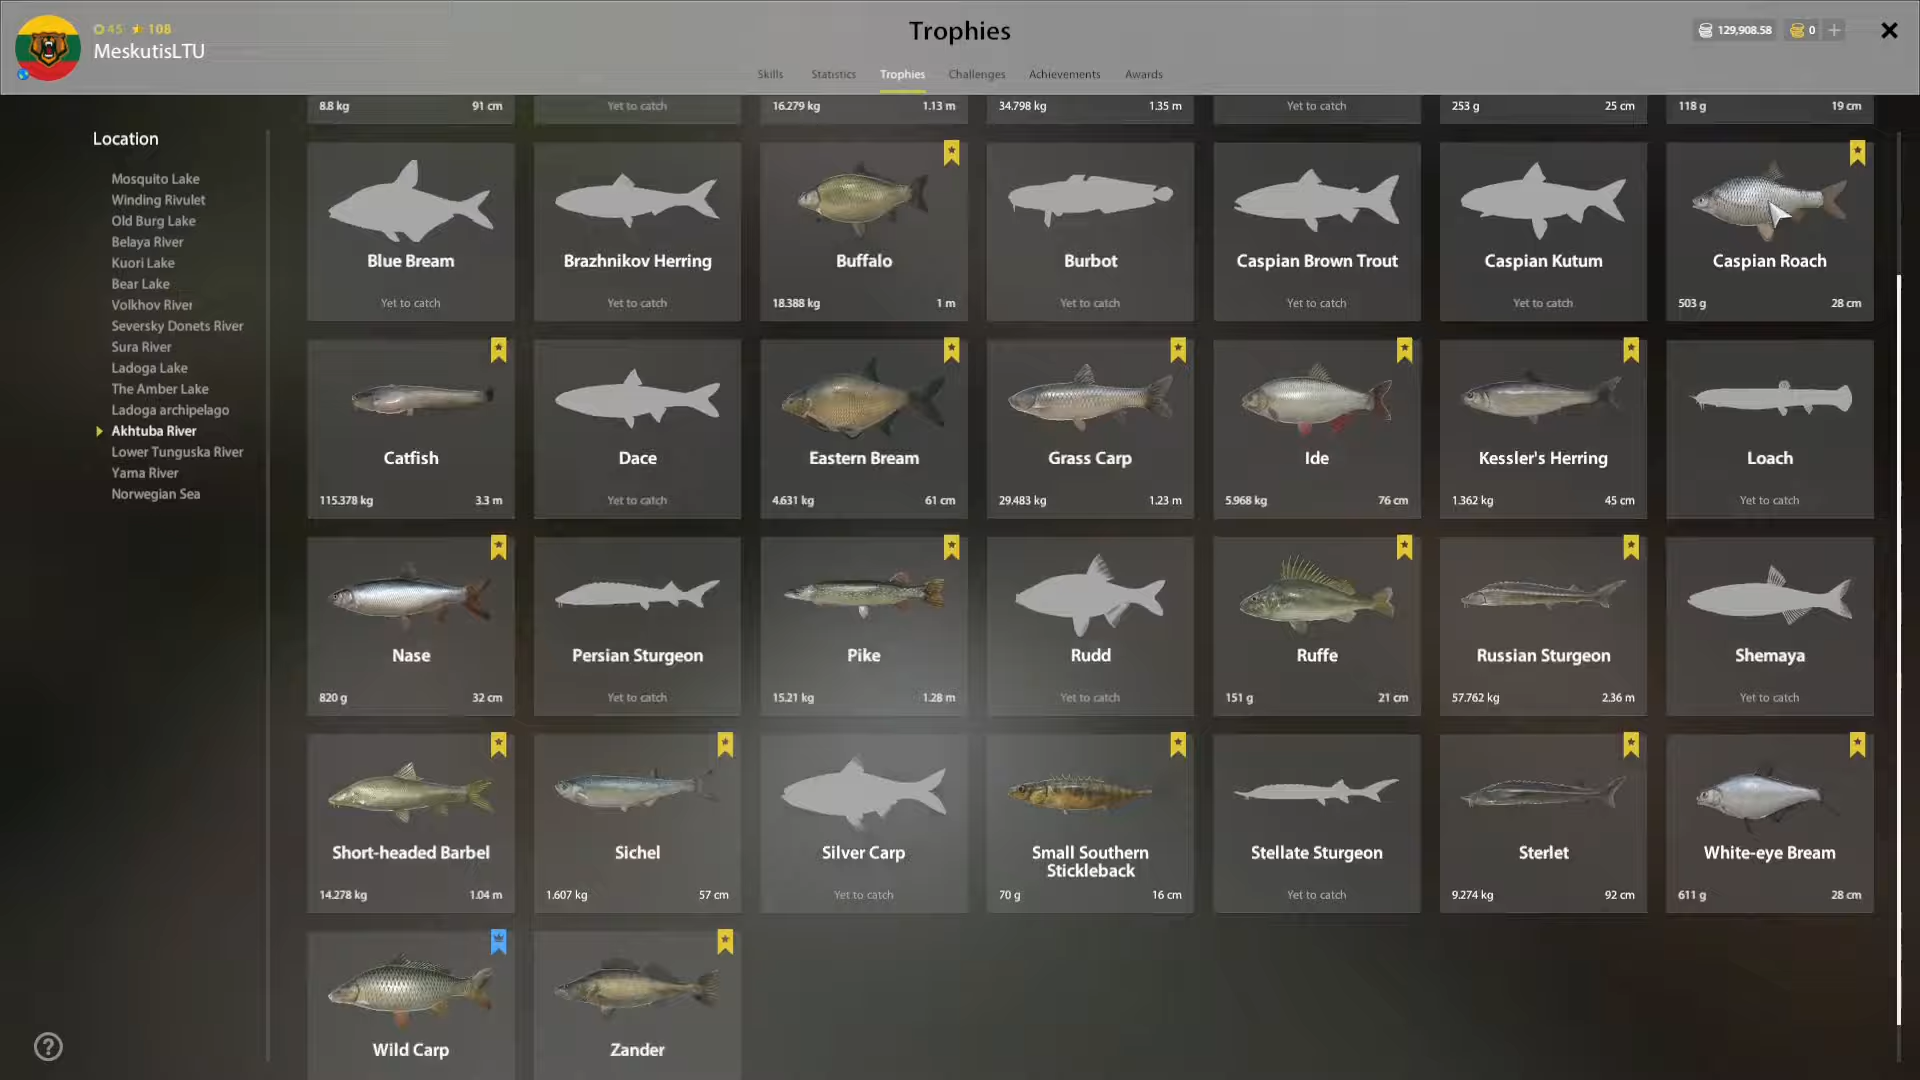 45 108
MeskutisLTU
Trophies
129,908.58 0
Skills Statistics Trophies Challenges Achievements Awards
Location
Mosquito Lake
Winding Rivulet
Old Burg Lake
Belaya River
Kuori Lake
Bear Lake
Volkhov River
Seversky Donets River
Sura River
Ladoga Lake
The Amber Lake
Ladoga archipelago
Akhtuba River
Lower Tunguska River
Yama River
Norwegian Sea
8.8 kg 91 cm Yet to catch 16.279 kg 1.13 m 34.798 kg 1.35 m Yet to catch 253 g 25 cm 118 g 19 cm
Blue Bream Brazhnikov Herring Buffalo Burbot Caspian Brown Trout Caspian Kutum Caspian Roach
Yet to catch Yet to catch 18.388 kg 1 m Yet to catch Yet to catch Yet to catch 503 g 28 cm
Catfish Dace Eastern Bream Grass Carp Ide Kessler's Herring Loach
115.378 kg 3.3 m Yet to catch 4.631 kg 61 cm 29.483 kg 1.23 m 5.968 kg 76 cm 1.362 kg 45 cm Yet to catch
Nase Persian Sturgeon Pike Rudd Ruffe Russian Sturgeon Shemaya
820 g 32 cm Yet to catch 15.21 kg 1.28 m Yet to catch 151 g 21 cm 57.762 kg 2.36 m Yet to catch
Short-headed Barbel Sichel Silver Carp Small Southern Stellate Sturgeon Sterlet White-eye Bream
Stickleback
14.278 kg 1.04 m 1.607 kg 57 cm Yet to catch 70 g 16 cm Yet to catch 9.274 kg 92 cm 611 g 28 cm
Wild Carp Zander
?